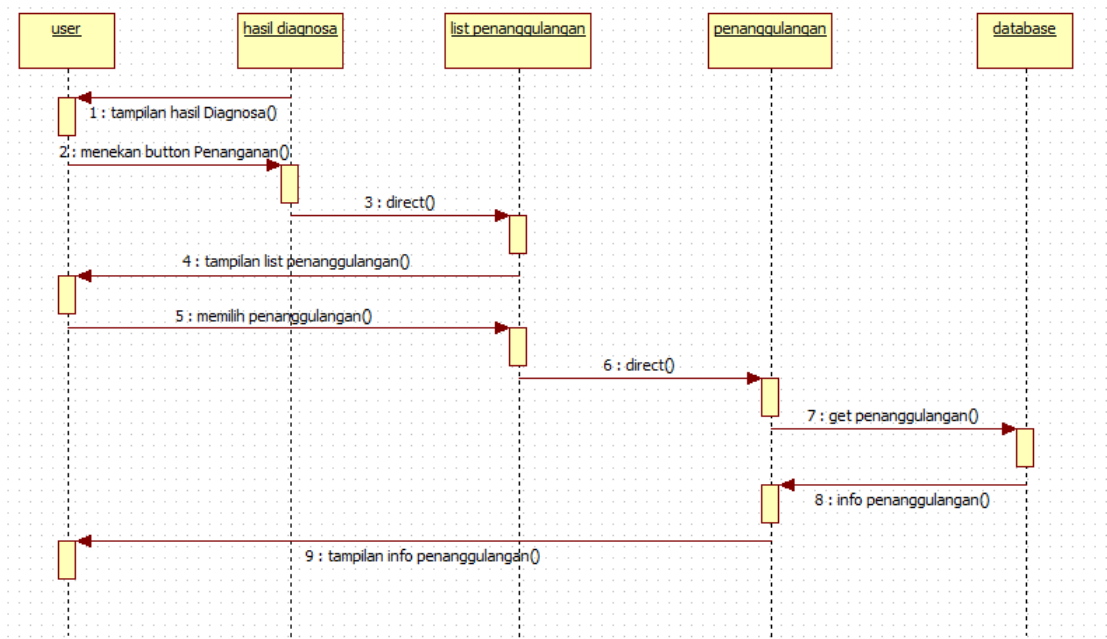 user
hasil diagnosa
list penanggulangan
penanggulangan
database
1 : tampilan hasil Diagnosa()
2 : menekan button Penanganan()
3 : direct()
4 : tampilan list penanggulangan()
5 : memilih penanggulangan()
6 : direct()
7 : get penanggulangan()
8 : info penanggulangan()
9 : tampilan info penanggulangan()